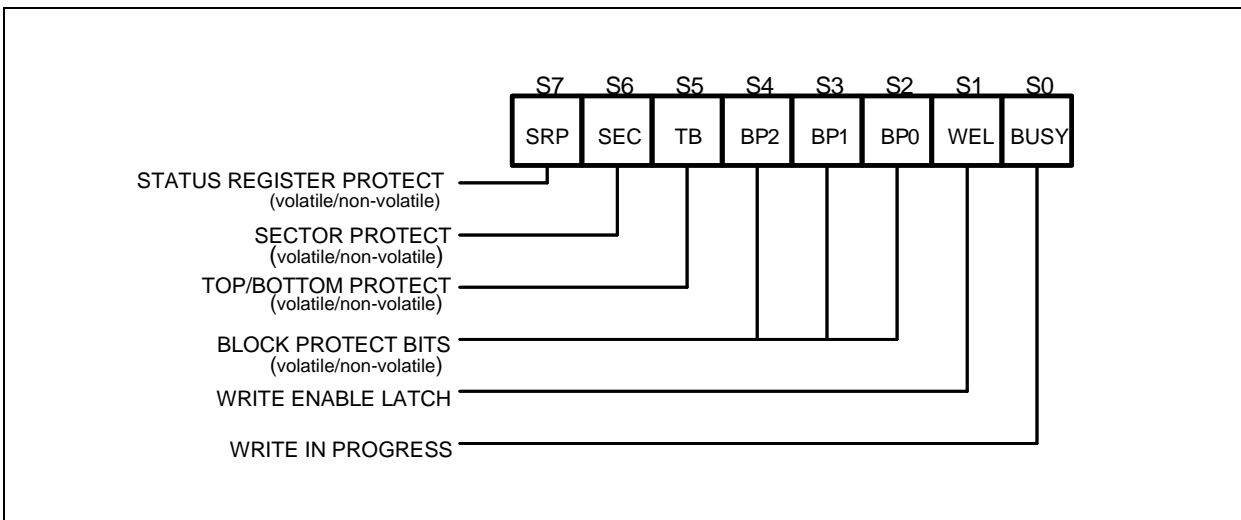 S7 S6 S5 S4 S3 S2 S1 S0
SRP SEC TB BP2 BP1 BP0 WEL BUSY
STATUS REGISTER PROTECT
(volatile/non-volatile)
SECTOR PROTECT
(volatile/non-volatile)
TOP/BOTTOM PROTECT
(volatile/non-volatile)
BLOCK PROTECT BITS
(volatile/non-volatile)
WRITE ENABLE LATCH
WRITE IN PROGRESS